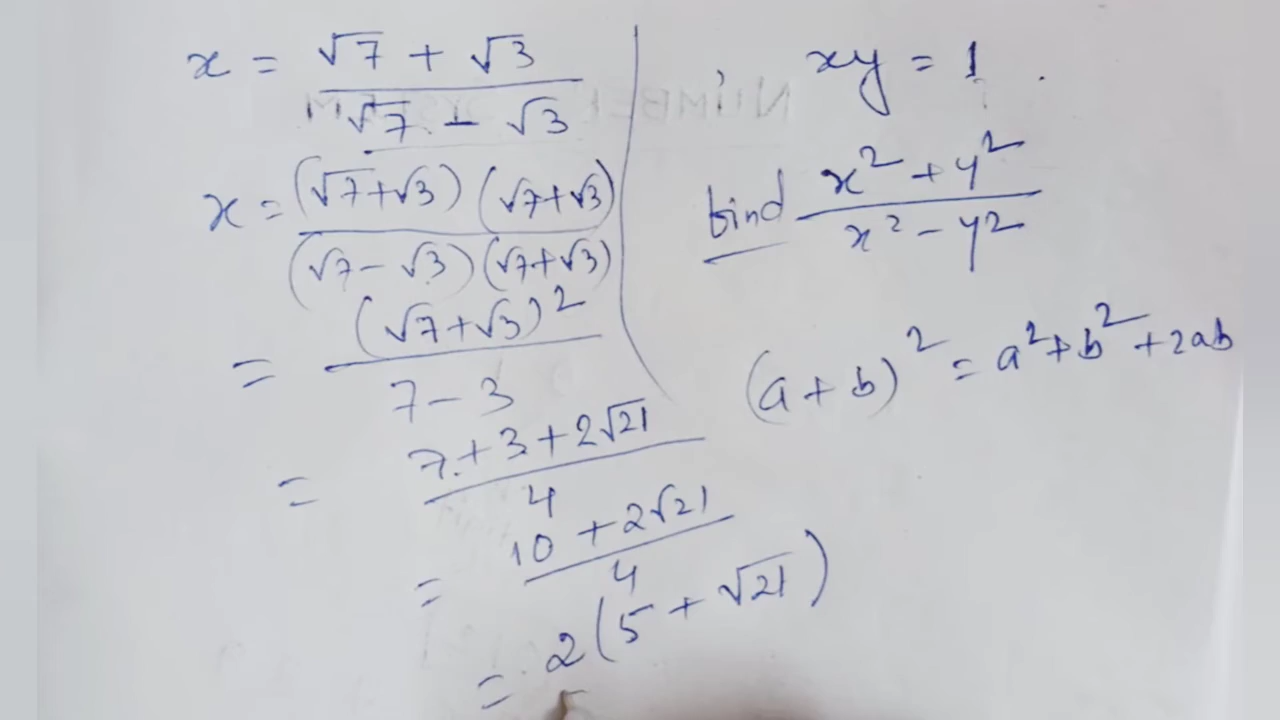 x = (√7 + √3) / (√7 - √3)
x = (√7+√3) (√7+√3) / (√7 - √3) (√7+√3)
= (√7+√3)² / 7 - 3
= 7 + 3 + 2√21 / 4
= 10 + 2√21 / 4
= 2(5 + √21)
xy = 1.
find x² + y² / x² - y²
(a + b)² = a² + b² + 2ab
NUMBER